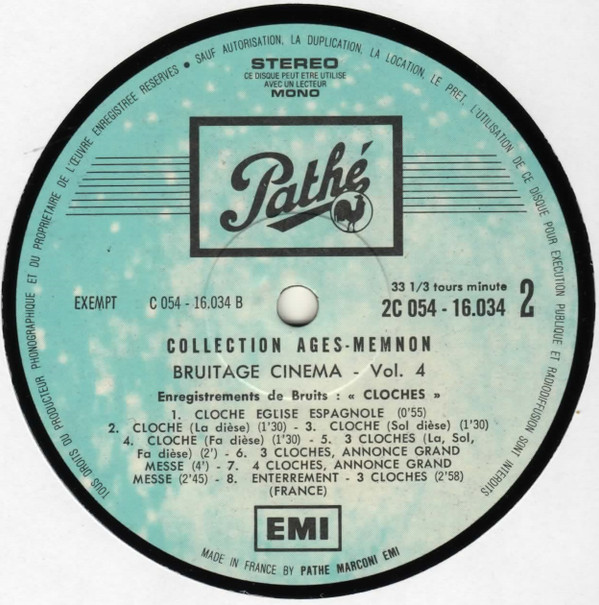 TOUS DROITS DU PRODUCTEUR PHONOGRAPHIQUE ET DU PROPRIETAIRE DE L'ŒUVRE ENREGISTREE RESERVES ● SAUF AUTORISATION, LA DUPLICATION, LA LOCATION, LE PRET, L'UTILISATION DE CE DISQUE POUR EXECUTION PUBLIQUE ET RADIODIFFUSION SONT INTERDITS
STEREO
CE DISQUE PEUT ETRE UTILISE
AVEC UN LECTEUR
MONO
Pathé
33 1/3 tours minute
EXEMPT C 054 - 16.034 B 2C 054 - 16.034 2
COLLECTION AGES-MEMNON
BRUITAGE CINEMA - Vol. 4
Enregistrements de Bruits : « CLOCHES »
1. CLOCHE EGLISE ESPAGNOLE (0'55)
2. CLOCHE (La dièse) (1'30) - 3. CLOCHE (Sol dièse) (1'30)
4. CLOCHE (Fa dièse) (1'30) - 5. 3 CLOCHES (La, Sol,
Fa dièse) (2') - 6. 3 CLOCHES, ANNONCE GRAND
MESSE (4') - 7. 4 CLOCHES, ANNONCE GRAND
MESSE (2'45) - 8. ENTERREMENT - 3 CLOCHES (2'58)
(FRANCE)
EMI
MADE IN FRANCE BY PATHE MARCONI EMI